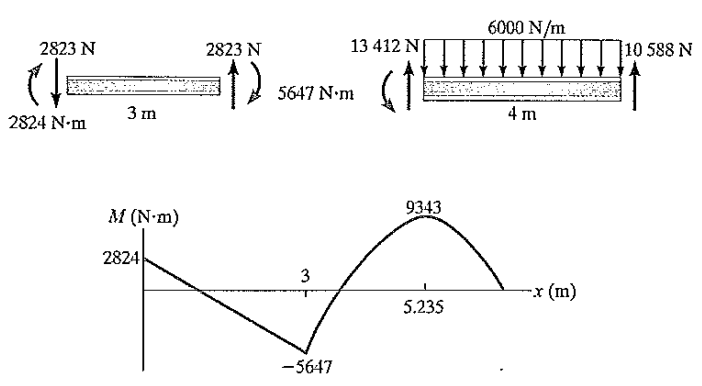 6000 N/m
2823 N 2823 N 13 412 N 10 588 N
5647 N·m
2824 N·m 3 m 4 m
9343
M (N·m)
2824
3
x (m)
5.235
−5647